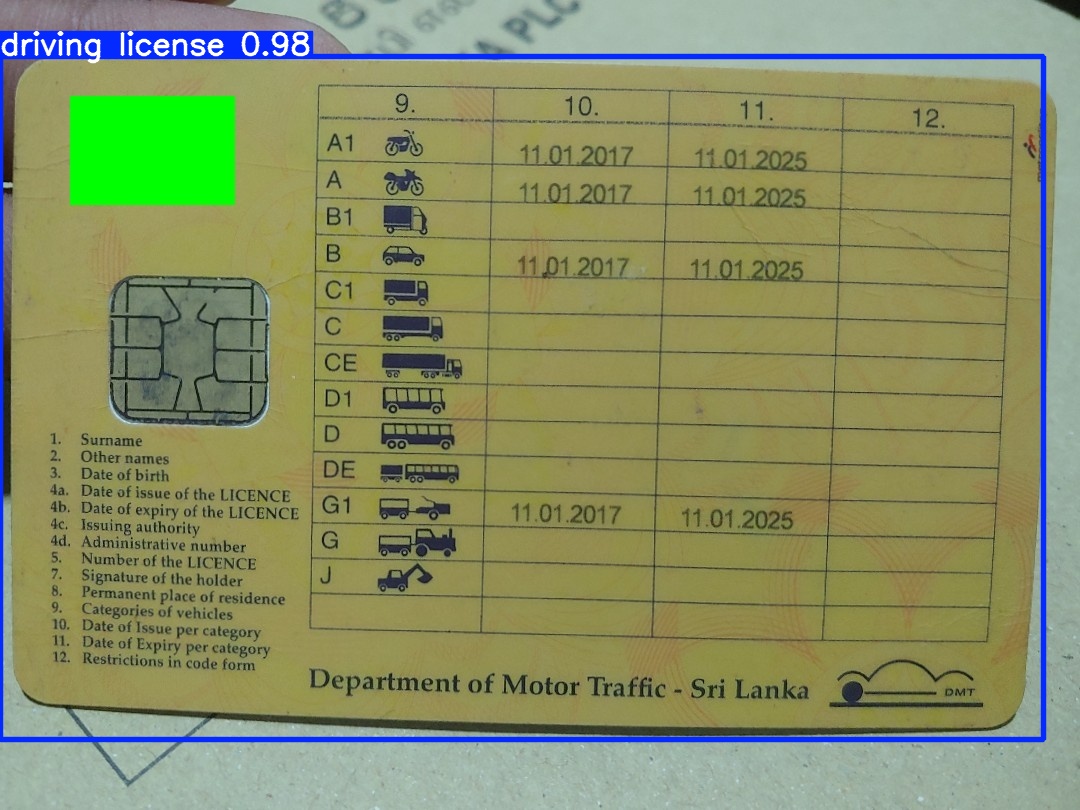 driving license 0.98
A PLC
9. 10. 11. 12.
A1 11.01.2017 11.01.2025
A 11.01.2017 11.01.2025
B1
B 11.01.2017 11.01.2025
C1
C
CE
D1
D
DE
G1 11.01.2017 11.01.2025
G
J
1. Surname
2. Other names
3. Date of birth
4a. Date of issue of the LICENCE
4b. Date of expiry of the LICENCE
4c. Issuing authority
4d. Administrative number
5. Number of the LICENCE
7. Signature of the holder
8. Permanent place of residence
9. Categories of vehicles
10. Date of Issue per category
11. Date of Expiry per category
12. Restrictions in code form
Department of Motor Traffic - Sri Lanka
DMT